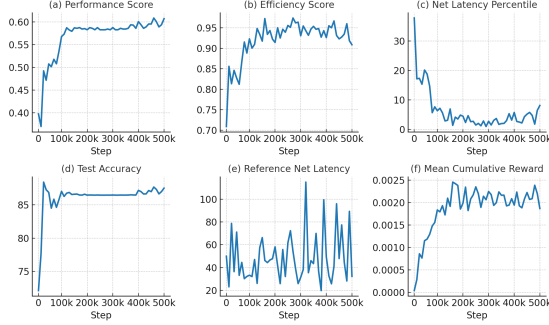 (a) Performance Score
(b) Efficiency Score
(c) Net Latency Percentile
0.60
0.55
0.50
0.45
0.40
0.95
0.90
0.85
0.80
0.75
0.70
30
20
10
0
0 100k 200k 300k 400k 500k
0 100k 200k 300k 400k 500k
0 100k 200k 300k 400k 500k
Step
Step
Step
(d) Test Accuracy
(e) Reference Net Latency
(f) Mean Cumulative Reward
85
80
75
100
80
60
40
20
0.0025
0.0020
0.0015
0.0010
0.0005
0.0000
0 100k 200k 300k 400k 500k
0 100k 200k 300k 400k 500k
0 100k 200k 300k 400k 500k
Step
Step
Step